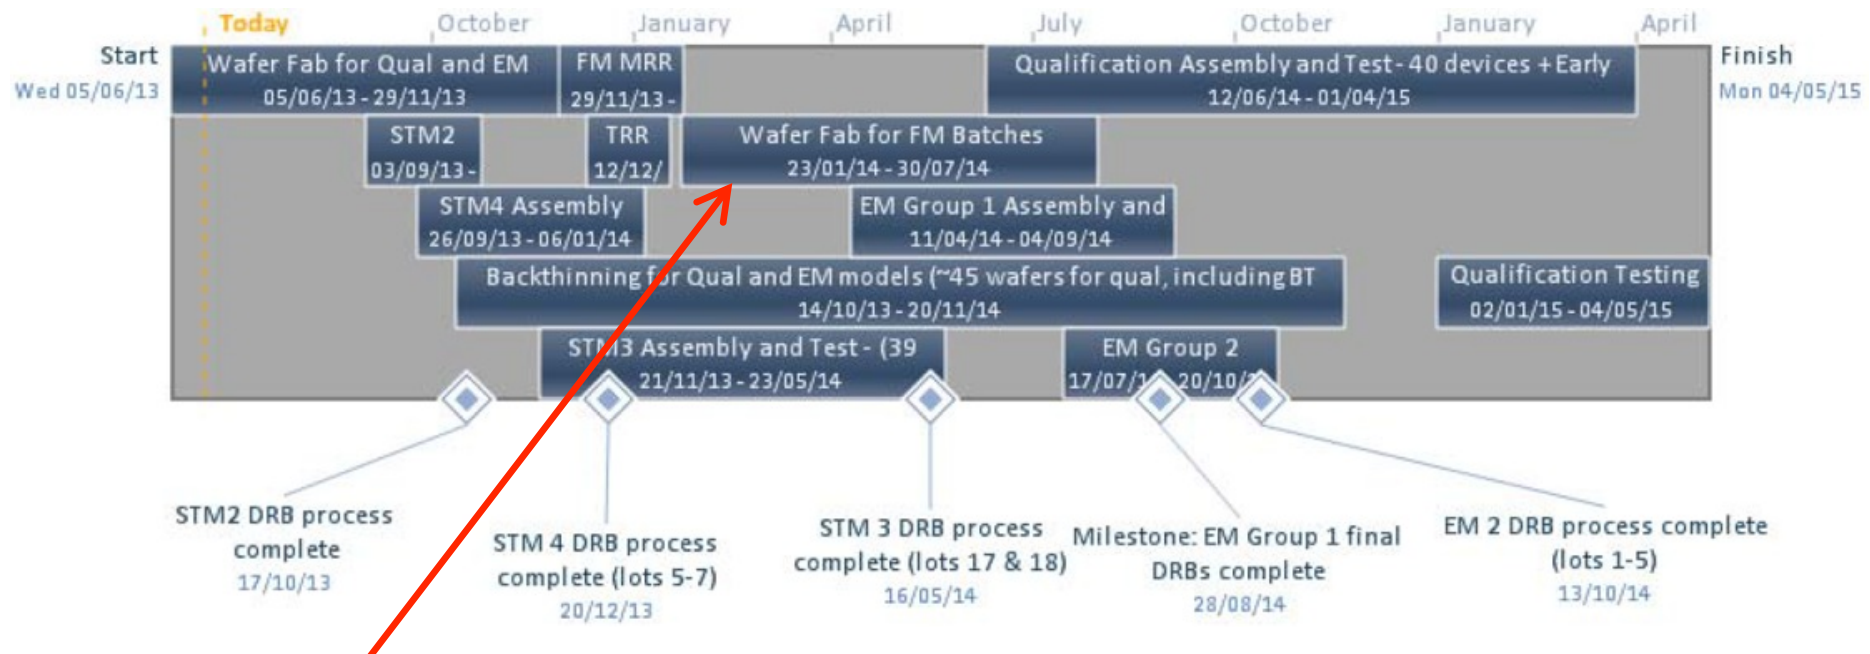 Today
October
January
April
July
October
January
April
Start
Wed 05/06/13
Finish
Mon 04/05/15
Wafer Fab for Qual and EM
05/06/13 - 29/11/13
FM MRR
29/11/13 -
Qualification Assembly and Test - 40 devices + Early
12/06/14 - 01/04/15
STM2
03/09/13 -
TRR
12/12/
Wafer Fab for FM Batches
23/01/14 - 30/07/14
STM4 Assembly
26/09/13 - 06/01/14
EM Group 1 Assembly and
11/04/14 - 04/09/14
Backthinning for Qual and EM models (~45 wafers for qual, including BT
14/10/13 - 20/11/14
Qualification Testing
02/01/15 - 04/05/15
STM3 Assembly and Test - (39
21/11/13 - 23/05/14
EM Group 2
17/07/1 20/10/
STM2 DRB process
complete
17/10/13
STM 4 DRB process
complete (lots 5-7)
20/12/13
STM 3 DRB process
complete (lots 17 & 18)
16/05/14
Milestone: EM Group 1 final
DRBs complete
28/08/14
EM 2 DRB process complete
(lots 1-5)
13/10/14